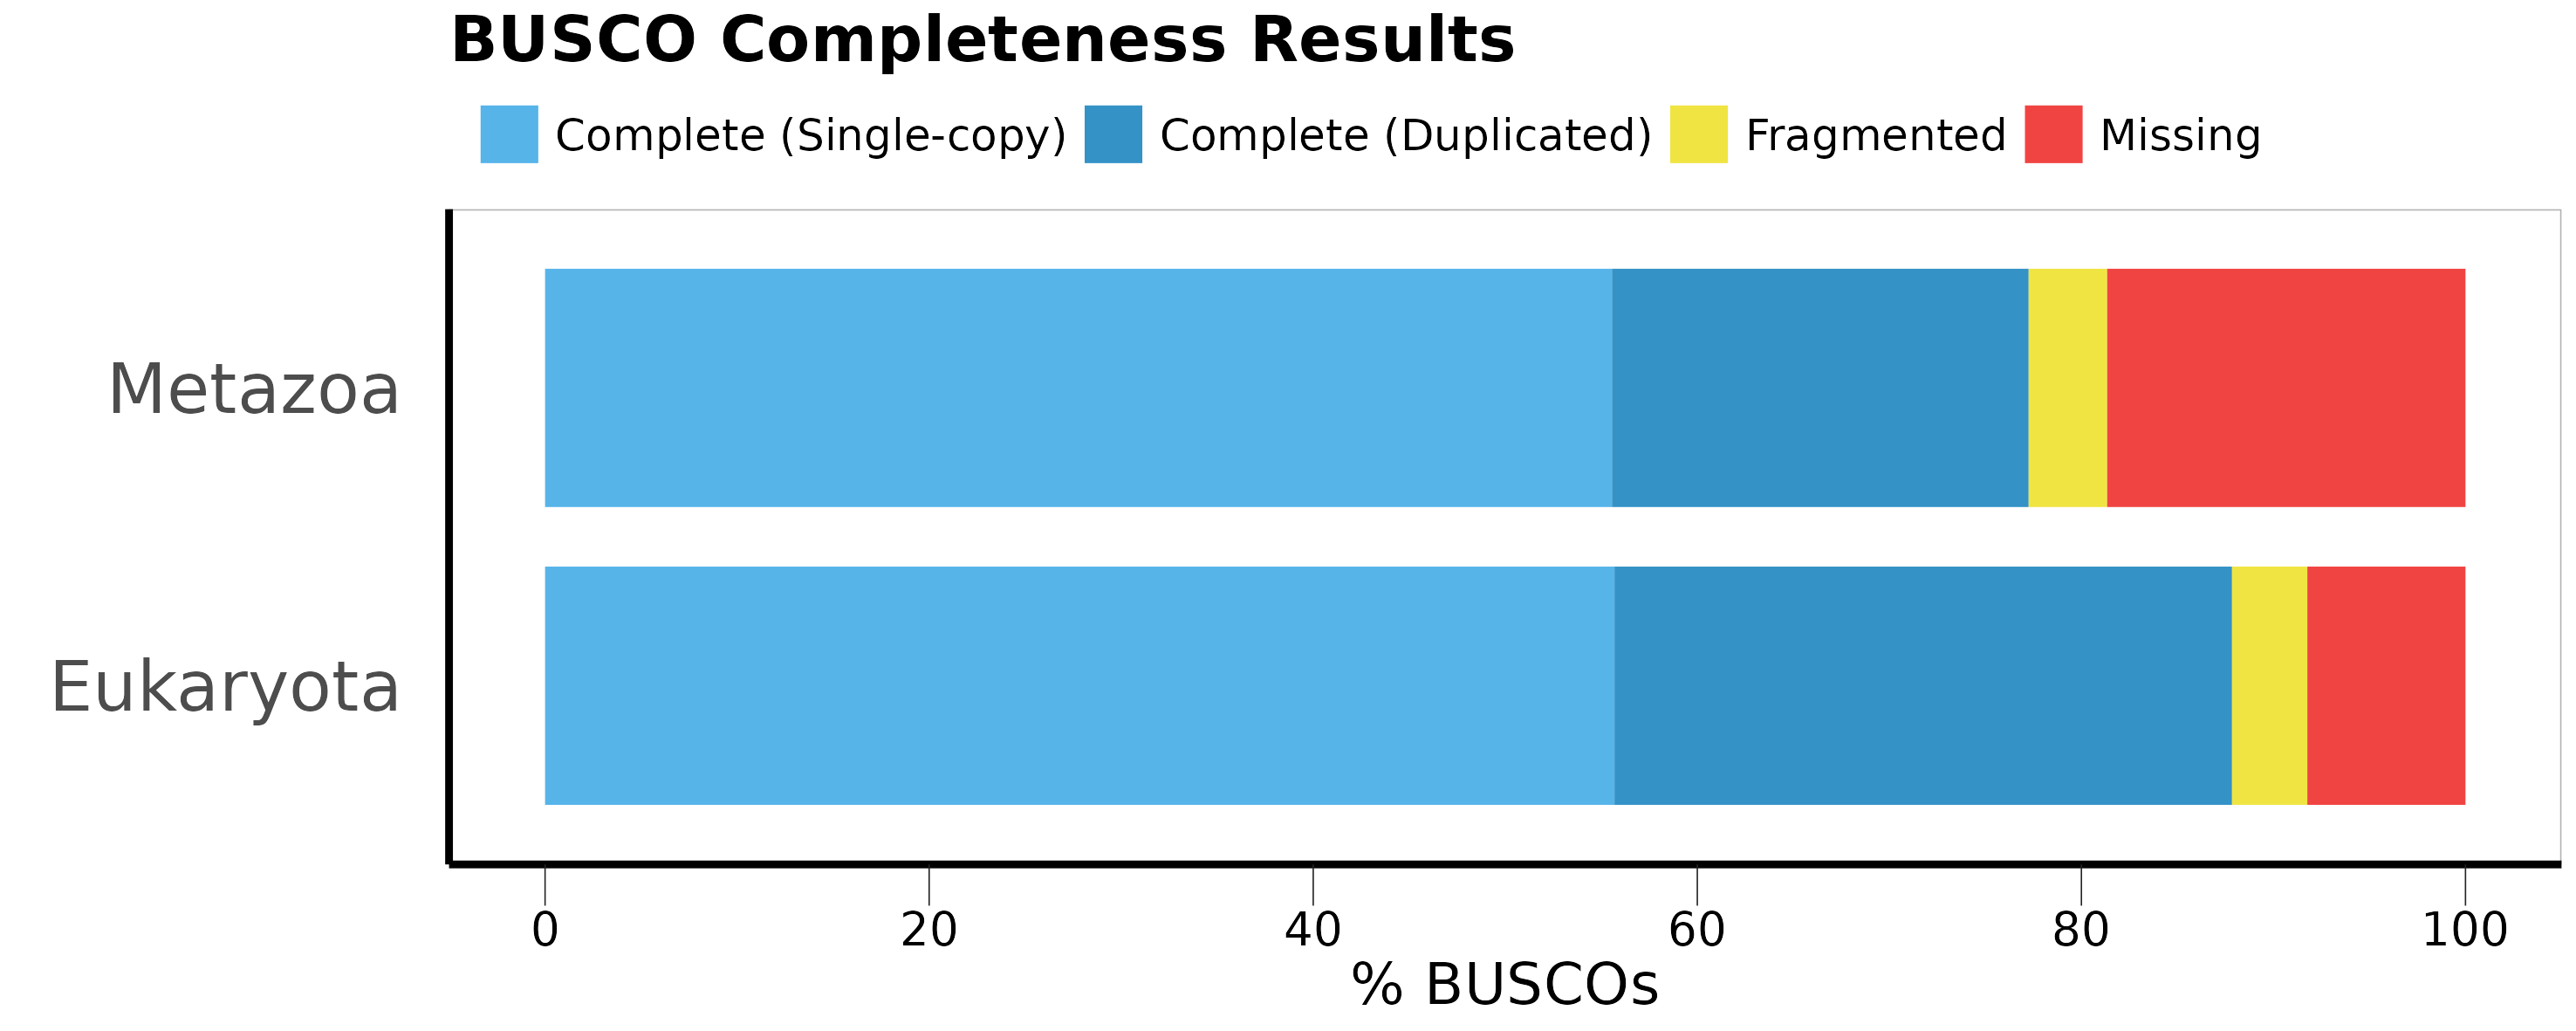 BUSCO Completeness Results
Complete (Single-copy) Complete (Duplicated) Fragmented Missing
Metazoa
Eukaryota
0 20 40 60 80 100
% BUSCOs